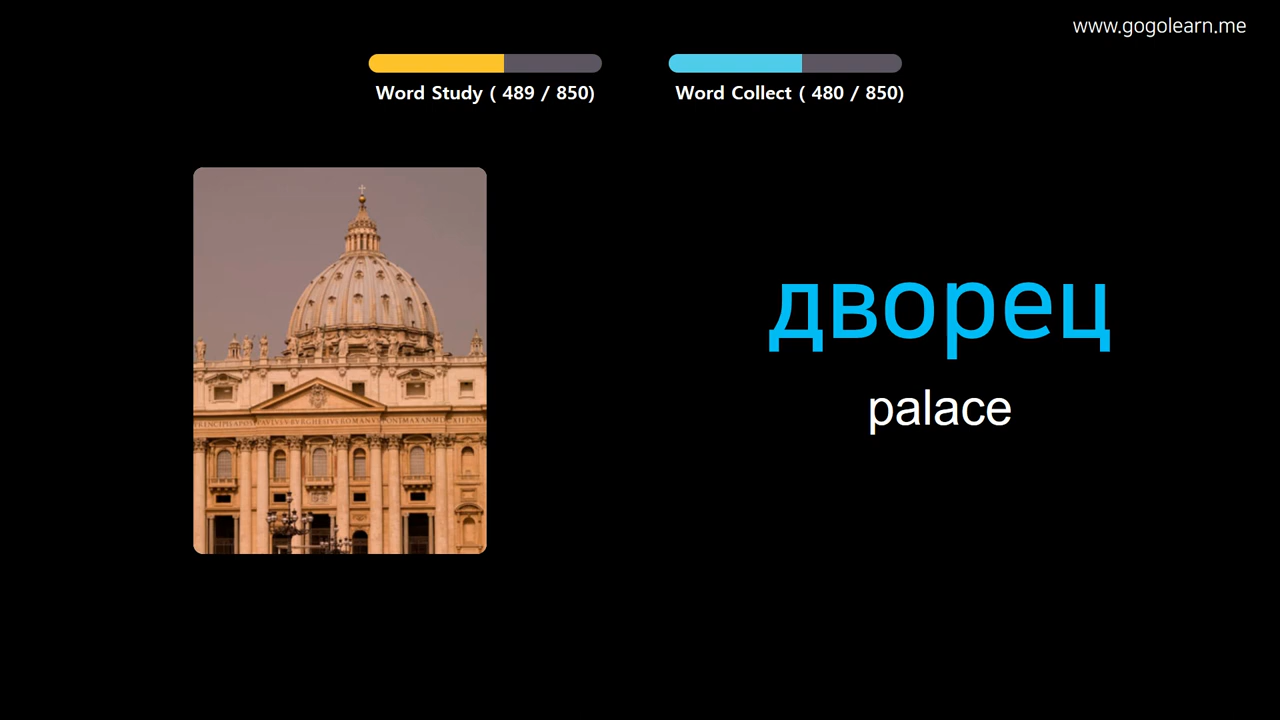 www.gogolearn.me
Word Study ( 489 / 850)
Word Collect ( 480 / 850)
дворец
palace